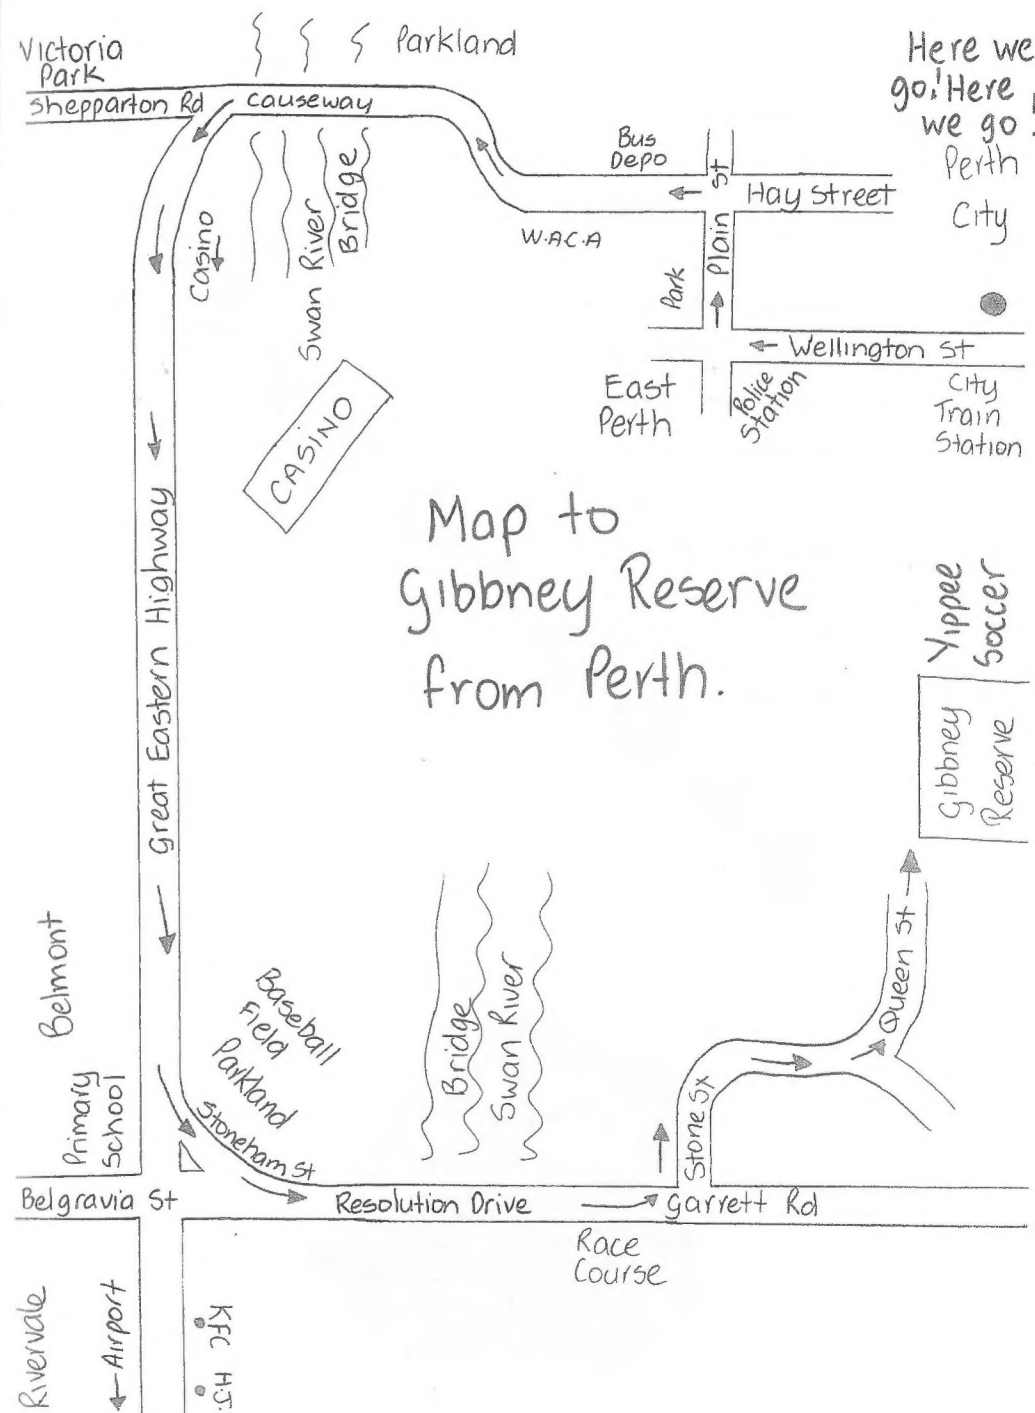 Victoria
Park
Parkland
Here we
go! Here
we go!
Shepparton Rd
Causeway
Bus
Depo
Perth
City
Plain St
Hay Street
W.A.C.A
Casino
Swan River
Bridge
Park
Wellington St
East
Perth
Police
Station
City
Train
Station
CASINO
Map to
Gibbney Reserve
from Perth.
Yippee
Soccer
Great Eastern Highway
Gibbney
Reserve
Belmont
Baseball
Field
Parkland
Bridge
Swan River
Queen St
Primary
School
Stoneham St
Stone St
Belgravia St
Resolution Drive
Garrett Rd
Race
Course
Rivervale
Airport
KFC
H.J.